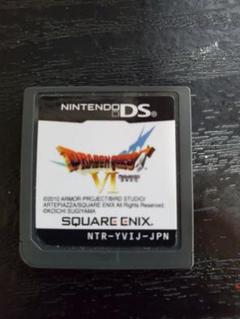 NINTENDO DS
DRAGON QUEST
VI
©2010 ARMOR PROJECT/BIRD STUDIO/
ARTEPIAZZA/SQUARE ENIX All Rights Reserved.
©KOICHI SUGIYAMA
SQUARE ENIX.
NTR-YVIJ-JPN